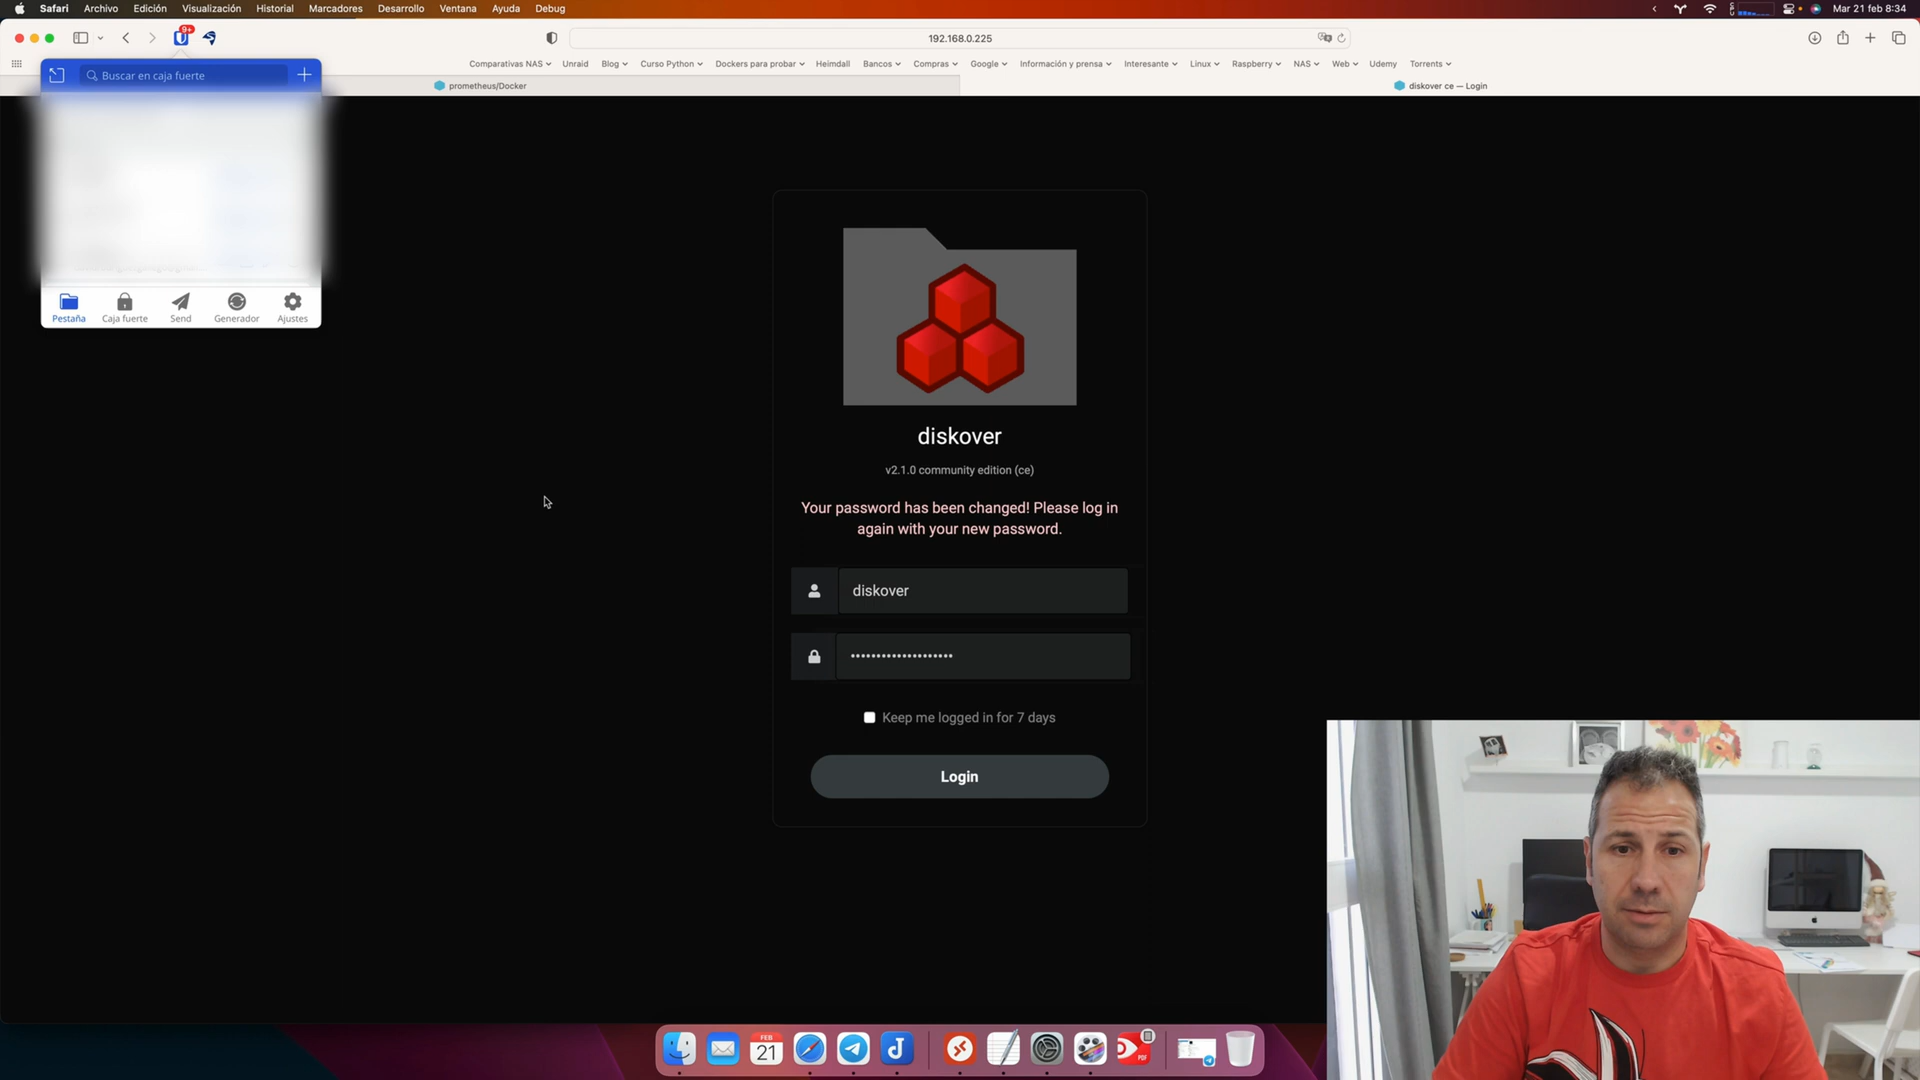 Safari Archivo Edición Visualización Historial Marcadores Desarrollo Ventana Ayuda Debug
Mar 21 feb 8:34
9+
192.168.0.225
Comparativas NAS Unraid Blog Curso Python Dockers para probar Heimdall Bancos Compras Google Información y prensa Interesante Linux Raspberry NAS Web Udemy Torrents
prometheus/Docker
diskover ce — Login
Buscar en caja fuerte
Pestaña Caja fuerte Send Generador Ajustes
diskover
v2.1.0 community edition (ce)
Your password has been changed! Please log in
again with your new password.
diskover
••••••••••••••••••••
Keep me logged in for 7 days
Login
FEB
21
PDF